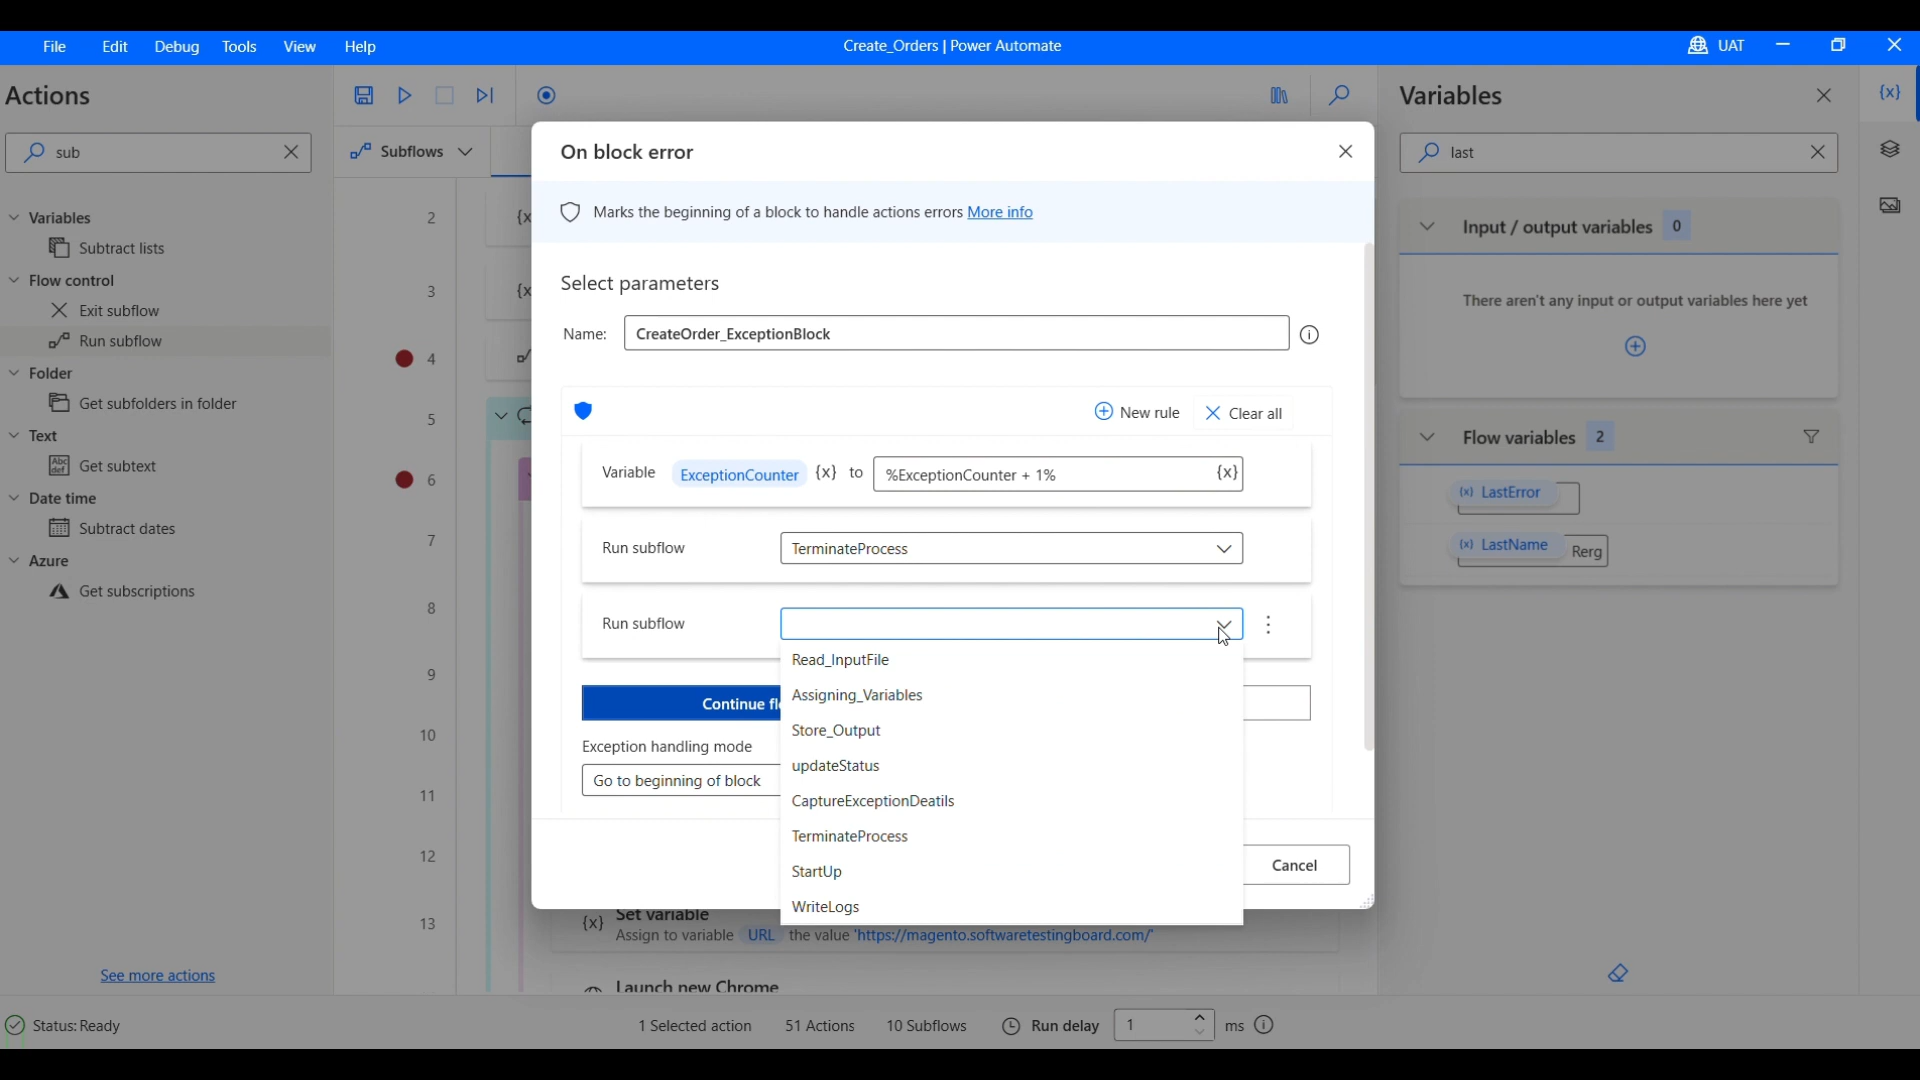 File Edit Debug Tools View Help
Create_Orders | Power Automate
UAT
Actions
sub
Variables
Subtract lists
Flow control
Exit subflow
Run subflow
Folder
Get subfolders in folder
Text
Abc
def
Get subtext
Date time
Subtract dates
Azure
Get subscriptions
See more actions
Subflows
2
3
4
5
6
7
8
9
10
11
12
13
{x
{x
On block error
Marks the beginning of a block to handle actions errors More info
Select parameters
Name: CreateOrder_ExceptionBlock
New rule Clear all
Variable ExceptionCounter {x} to %ExceptionCounter + 1% {x}
Run subflow TerminateProcess
Run subflow
Read_InputFile
Assigning_Variables
Store_Output
updateStatus
CaptureExceptionDeatils
TerminateProcess
StartUp
WriteLogs
Continue fl
Exception handling mode
Go to beginning of block
Cancel
{x} Set variable
Assign to variable URL the value 'https://magento.softwaretestingboard.com/'
Launch new Chrome
Variables
{x}
last
Input / output variables 0
There aren't any input or output variables here yet
Flow variables 2
(x) LastError
(x) LastName Rerg
Status: Ready
1 Selected action 51 Actions 10 Subflows Run delay 1 ms